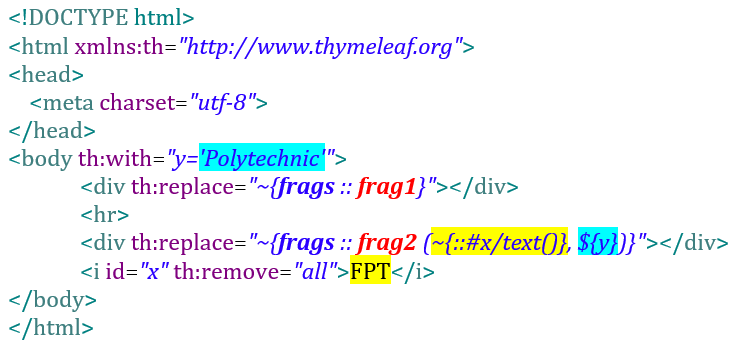 <!DOCTYPE html>
<html xmlns:th="http://www.thymeleaf.org">
<head>
<meta charset="utf-8">
</head>
<body th:with="y='Polytechnic'">
<div th:replace="~{frags :: frag1}"></div>
<hr>
<div th:replace="~{frags :: frag2 (~{::#x/text()}, ${y})}"></div>
<i id="x" th:remove="all">FPT</i>
</body>
</html>